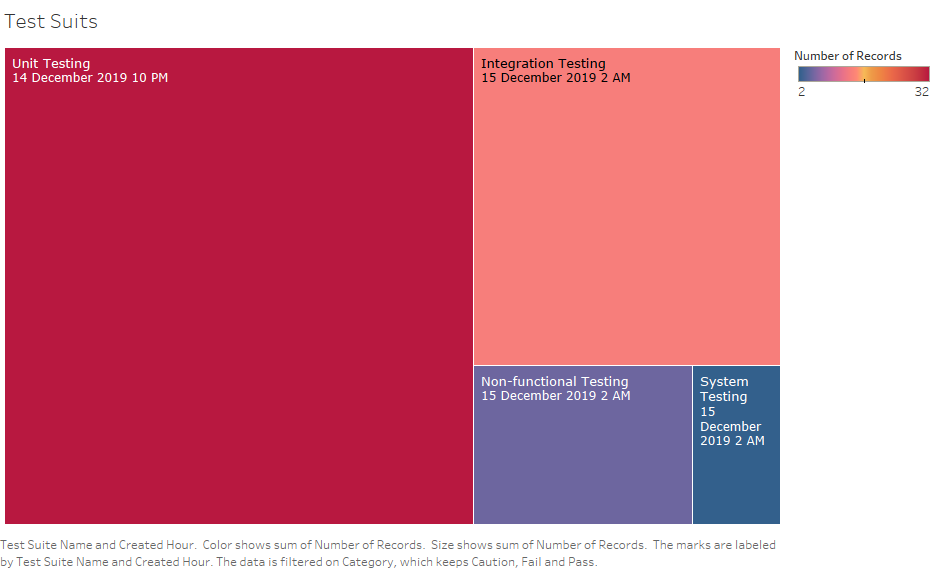 Test Suits
Unit Testing
14 December 2019 10 PM
Integration Testing
15 December 2019 2 AM
Number of Records
2 32
Non-functional Testing
15 December 2019 2 AM
System
Testing
15
December
2019 2 AM
Test Suite Name and Created Hour. Color shows sum of Number of Records. Size shows sum of Number of Records. The marks are labeled
by Test Suite Name and Created Hour. The data is filtered on Category, which keeps Caution, Fail and Pass.